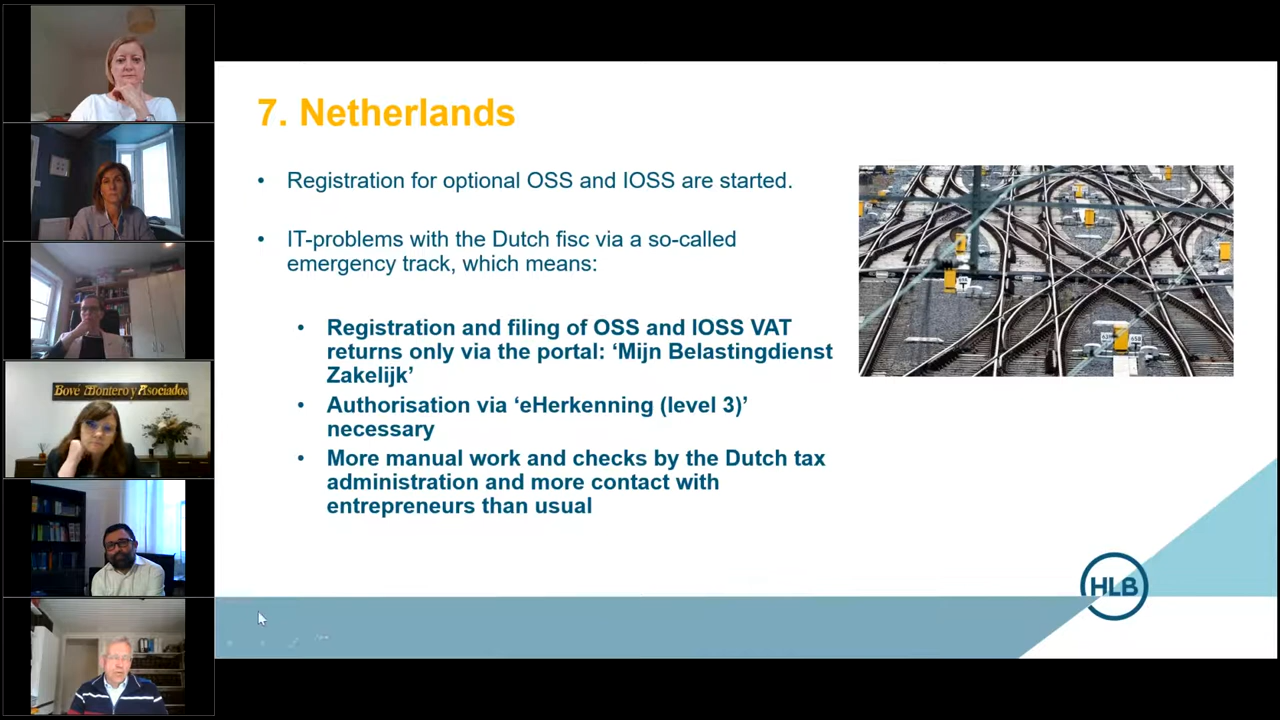 7. Netherlands
• Registration for optional OSS and IOSS are started.
• IT-problems with the Dutch fisc via a so-called
emergency track, which means:
• Registration and filing of OSS and IOSS VAT
returns only via the portal: ‘Mijn Belastingdienst
Zakelijk’
• Authorisation via ‘eHerkenning (level 3)’
necessary
• More manual work and checks by the Dutch tax
administration and more contact with
entrepreneurs than usual
HLB
Bové Montero y Asociados